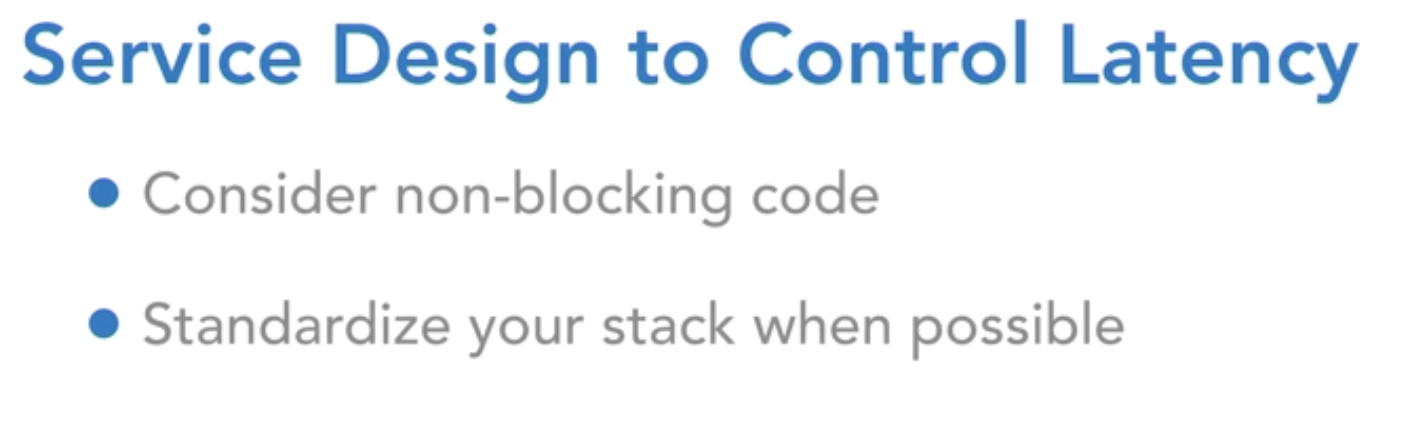 Service Design to Control Latency
Consider non-blocking code
Standardize your stack when possible